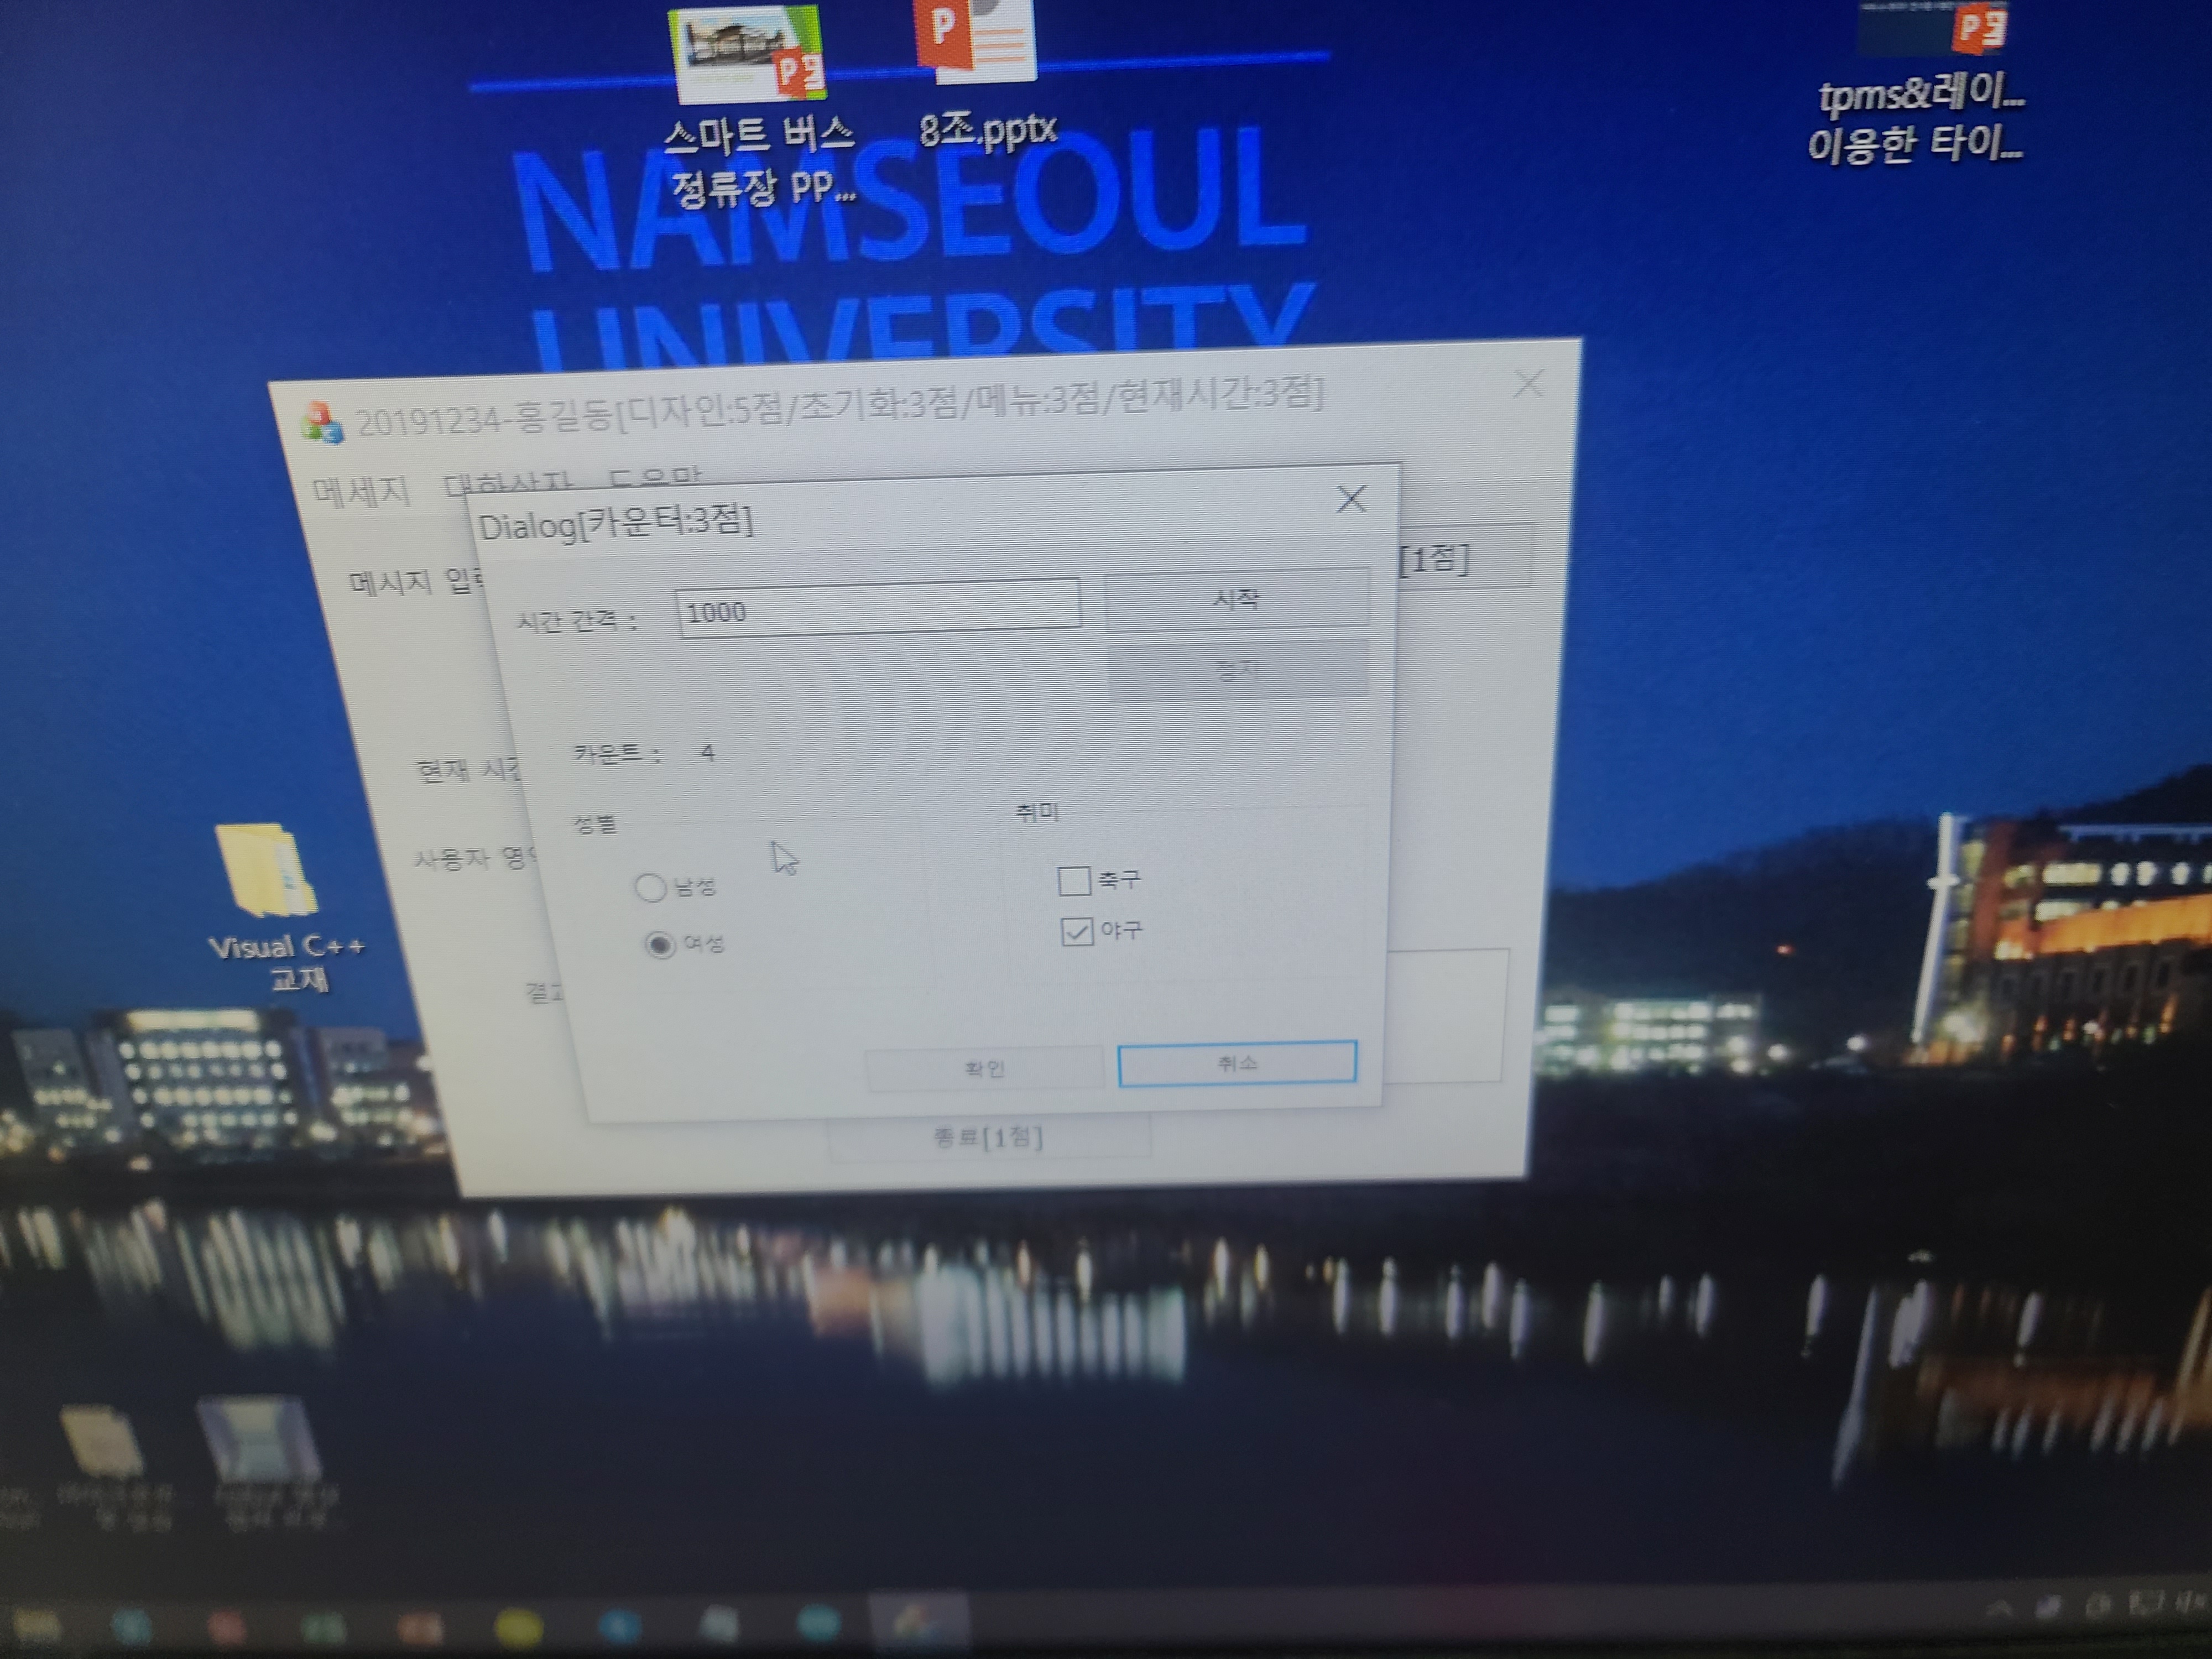 스마트 버스
정류장 PP...
8조.pptx
tpms&레이...
이용한 타이...
NAMSEOUL
UNIVERSITY
20191234-홍길동[디자인:5점/초기화:3점/메뉴:3점/현재시간:3점]
메세지 대화상자 도움말
Dialog[카운터:3점]
메시지 입력
[1점]
시간 간격 :
1000
시작
정지
현재 시간
카운트 : 4
사용자 영역
성별
취미
남성
축구
여성
야구
Visual C++
교재
확인
취소
종료[1점]